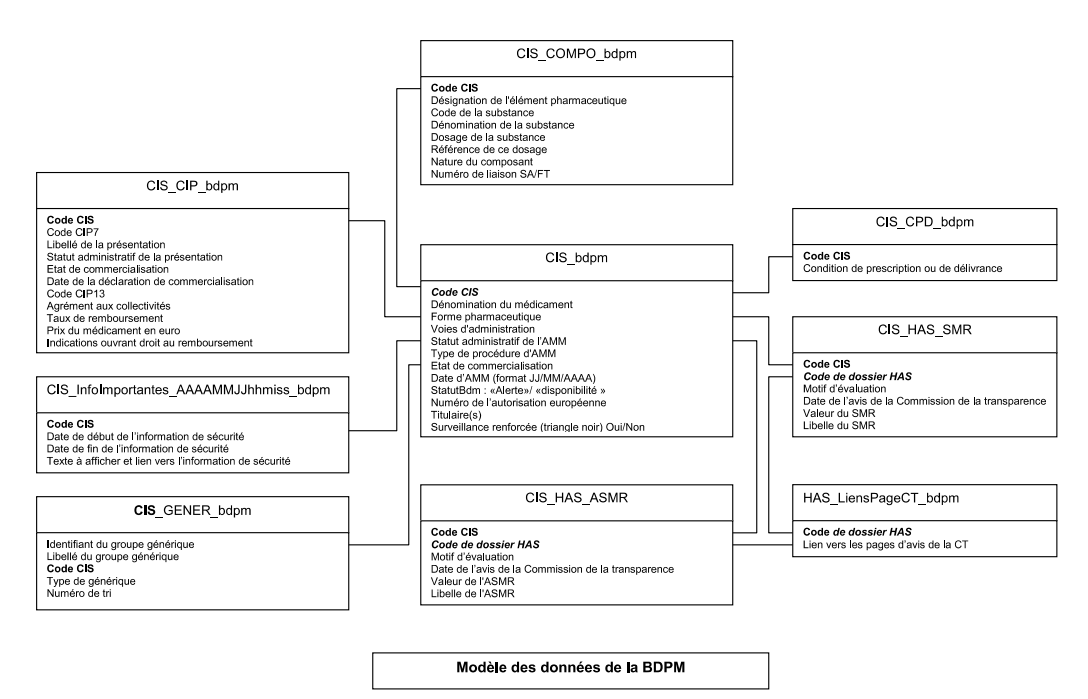 CIS_COMPO_bdpm
Code CIS
Désignation de l'élément pharmaceutique
Code de la substance
Dénomination de la substance
Dosage de la substance
Référence de ce dosage
Nature du composant
Numéro de liaison SA/FT
CIS_CIP_bdpm
Code CIS
Code CIP7
Libellé de la présentation
Statut administratif de la présentation
Etat de commercialisation
Date de la déclaration de commercialisation
Code CIP13
Agrément aux collectivités
Taux de remboursement
Prix du médicament en euro
Indications ouvrant droit au remboursement
CIS_bdpm
Code CIS
Dénomination du médicament
Forme pharmaceutique
Voies d'administration
Statut administratif de l'AMM
Type de procédure d'AMM
Etat de commercialisation
Date d'AMM (format JJ/MM/AAAA)
StatutBdm : «Alerte»/ «disponibilité »
Numéro de l'autorisation européenne
Titulaire(s)
Surveillance renforcée (triangle noir) Oui/Non
CIS_CPD_bdpm
Code CIS
Condition de prescription ou de délivrance
CIS_HAS_SMR
Code CIS
Code de dossier HAS
Motif d'évaluation
Date de l'avis de la Commission de la transparence
Valeur du SMR
Libelle du SMR
CIS_InfoImportantes_AAAAMMJJhhmiss_bdpm
Code CIS
Date de début de l'information de sécurité
Date de fin de l'information de sécurité
Texte à afficher et lien vers l'information de sécurité
CIS_GENER_bdpm
Identifiant du groupe générique
Libellé du groupe générique
Code CIS
Type de générique
Numéro de tri
CIS_HAS_ASMR
Code CIS
Code de dossier HAS
Motif d'évaluation
Date de l'avis de la Commission de la transparence
Valeur de l'ASMR
Libelle de l'ASMR
HAS_LiensPageCT_bdpm
Code de dossier HAS
Lien vers les pages d'avis de la CT
Modèle des données de la BDPM